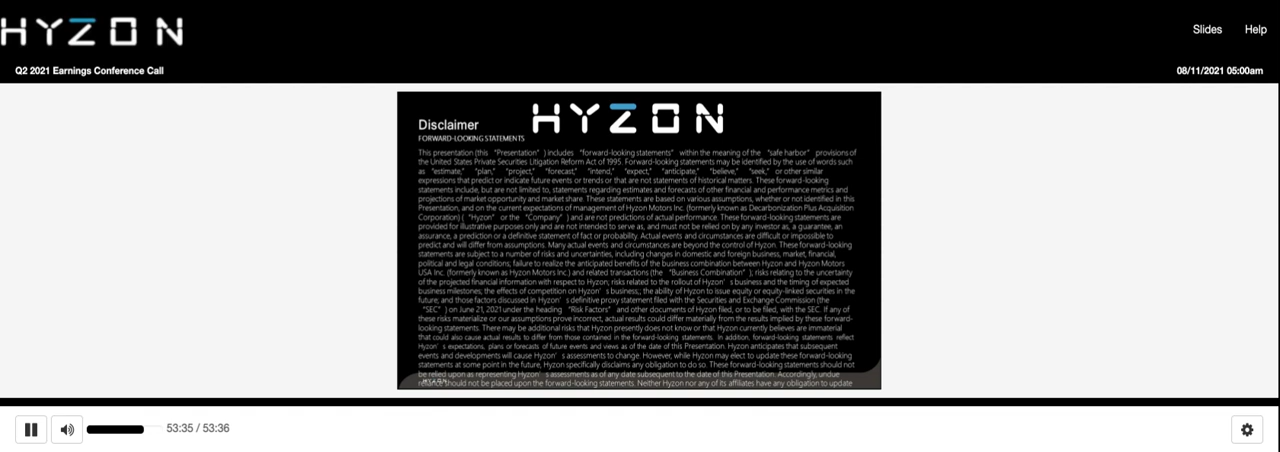 HYZON
Slides Help
Q2 2021 Earnings Conference Call
08/11/2021 05:00am
HYZON
Disclaimer
FORWARD-LOOKING STATEMENTS
This presentation (this "Presentation" ) includes "forward-looking statements" within the meaning of the "safe harbor" provisions of
the United States Private Securities Litigation Reform Act of 1995. Forward-looking statements may be identified by the use of words such
as "estimate," "plan," "project," "forecast," "intend," "expect," "anticipate," "believe," "seek," or other similar
expressions that predict or indicate future events or trends or that are not statements of historical matters. These forward-looking
statements include, but are not limited to, statements regarding estimates and forecasts of other financial and performance metrics and
projections of market opportunity and market share. These statements are based on various assumptions, whether or not identified in this
Presentation, and on the current expectations of management of Hyzon Motors Inc. (formerly known as Decarbonization Plus Acquisition
Corporation) ( "Hyzon" or the "Company" ) and are not predictions of actual performance. These forward-looking statements are
provided for illustrative purposes only and are not intended to serve as, and must not be relied on by any investor as, a guarantee, an
assurance, a prediction or a definitive statement of fact or probability. Actual events and circumstances are difficult or impossible to
predict and will differ from assumptions. Many actual events and circumstances are beyond the control of Hyzon. These forward-looking
statements are subject to a number of risks and uncertainties, including changes in domestic and foreign business, market, financial,
political and legal conditions; failure to realize the anticipated benefits of the business combination between Hyzon and Hyzon Motors
USA Inc. (formerly known as Hyzon Motors Inc.) and related transactions (the "Business Combination" ); risks relating to the uncertainty
of the projected financial information with respect to Hyzon; risks related to the rollout of Hyzon' s business and the timing of expected
business milestones; the effects of competition on Hyzon' s business;; the ability of Hyzon to issue equity or equity-linked securities in the
future; and those factors discussed in Hyzon' s definitive proxy statement filed with the Securities and Exchange Commission (the
"SEC" ) on June 21, 2021 under the heading "Risk Factors" and other documents of Hyzon filed, or to be filed, with the SEC. If any of
these risks materialize or our assumptions prove incorrect, actual results could differ materially from the results implied by these forward-
looking statements. There may be additional risks that Hyzon presently does not know or that Hyzon currently believes are immaterial
that could also cause actual results to differ from those contained in the forward-looking statements. In addition, forward-looking statements reflect
Hyzon' s expectations, plans or forecasts of future events and views as of the date of this Presentation. Hyzon anticipates that subsequent
events and developments will cause Hyzon' s assessments to change. However, while Hyzon may elect to update these forward-looking
statements at some point in the future, Hyzon specifically disclaims any obligation to do so. These forward-looking statements should not
be relied upon as representing Hyzon' s assessments as of any date subsequent to the date of this Presentation. Accordingly, undue
reliance should not be placed upon the forward-looking statements. Neither Hyzon nor any of its affiliates have any obligation to update
HYZON
53:35 / 53:36